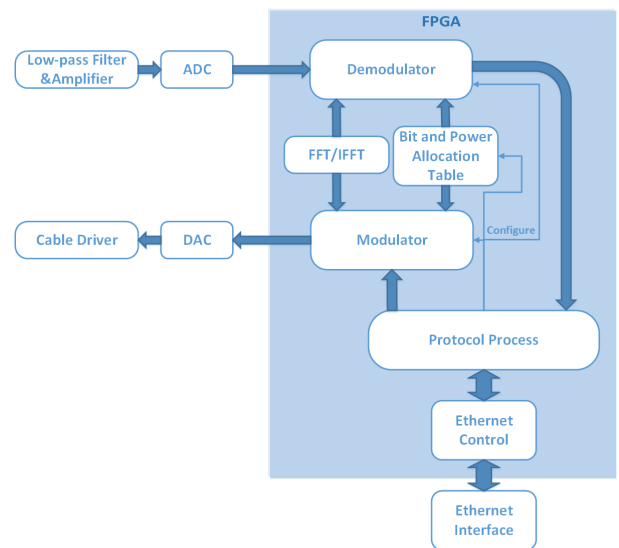 FPGA
Low-pass Filter
&Amplifier
ADC
Demodulator
FFT/IFFT
Bit and Power
Allocation
Table
Cable Driver
DAC
Modulator
Configure
Protocol Process
Ethernet
Control
Ethernet
Interface